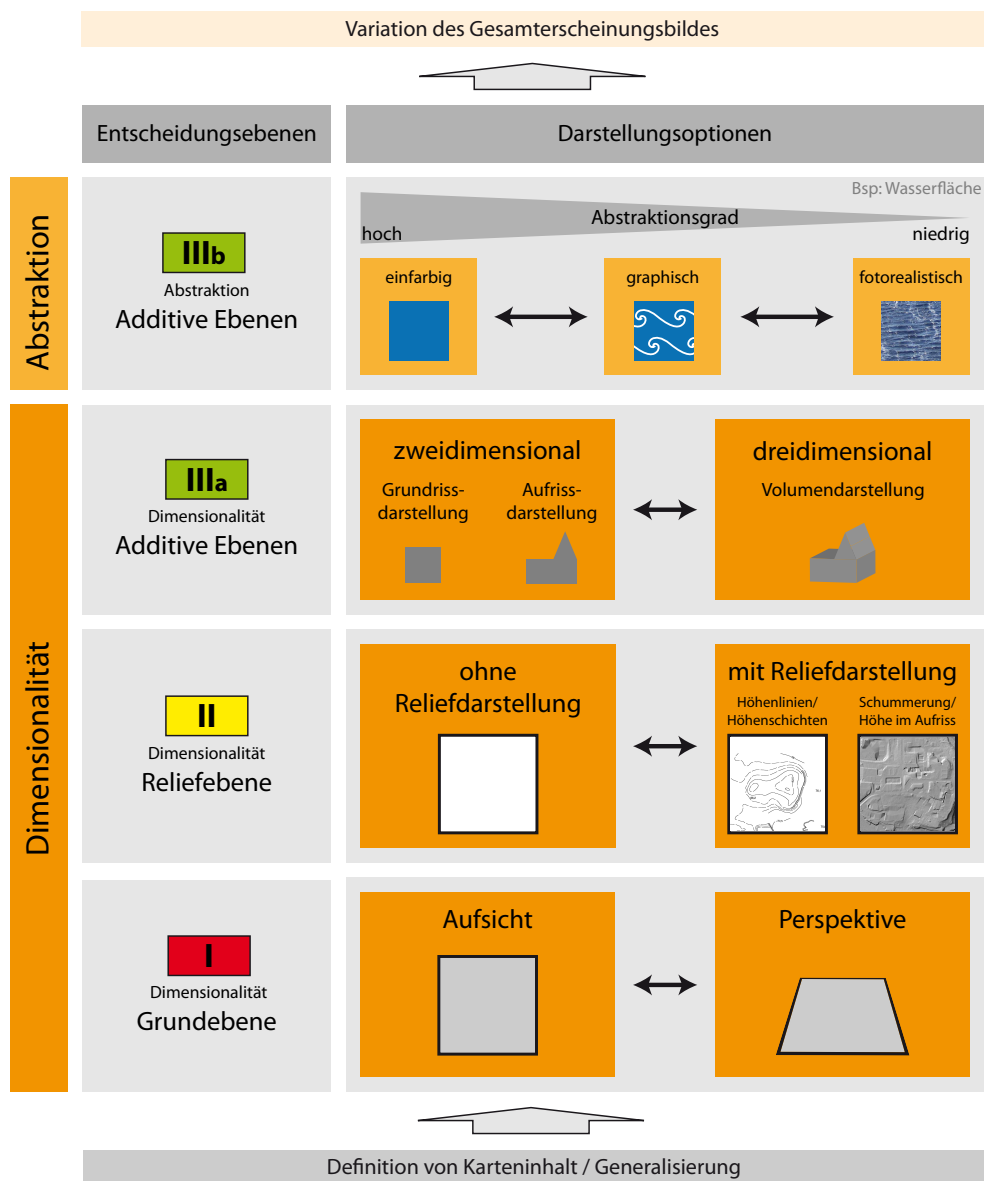 Variation des Gesamterscheinungsbildes
Entscheidungsebenen
Darstellungsoptionen
Abstraktion
IIIb
Abstraktion
Additive Ebenen
Bsp: Wasserfläche
Abstraktionsgrad
hoch
niedrig
einfarbig
graphisch
fotorealistisch
Dimensionalität
IIIa
Dimensionalität
Additive Ebenen
zweidimensional
Grundriss-
darstellung
Aufriss-
darstellung
dreidimensional
Volumendarstellung
II
Dimensionalität
Reliefebene
ohne
Reliefdarstellung
mit Reliefdarstellung
Höhenlinien/
Höhenschichten
Schummerung/
Höhe im Aufriss
I
Dimensionalität
Grundebene
Aufsicht
Perspektive
Definition von Karteninhalt / Generalisierung